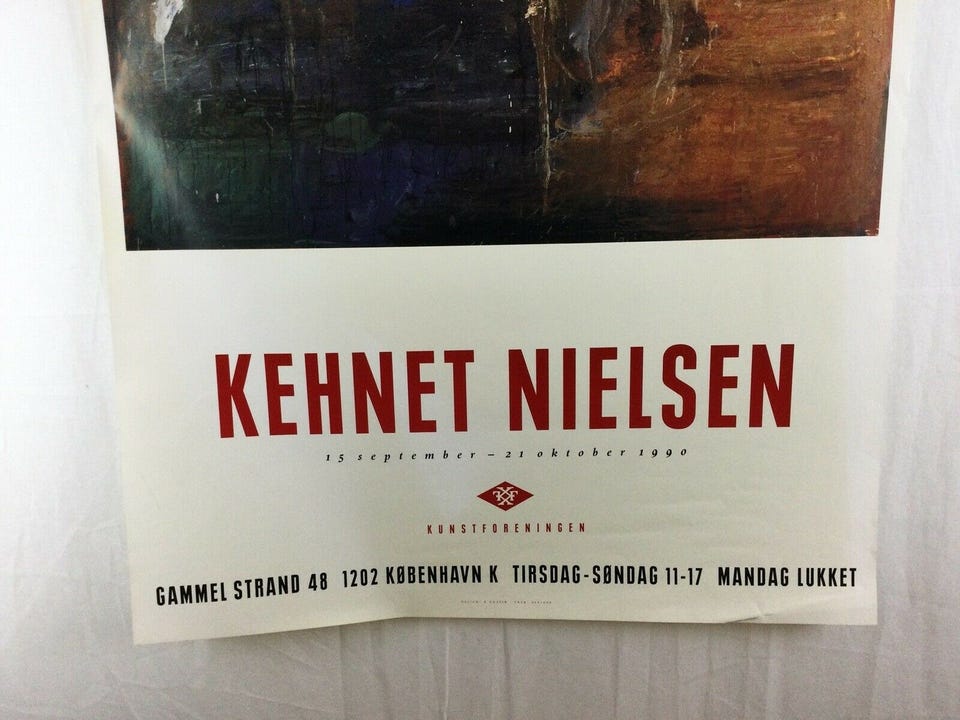 KEHNET NIELSEN
15 september – 21 oktober 1990
KUNSTFORENINGEN
GAMMEL STRAND 48 1202 KØBENHAVN K TIRSDAG-SØNDAG 11-17 MANDAG LUKKET